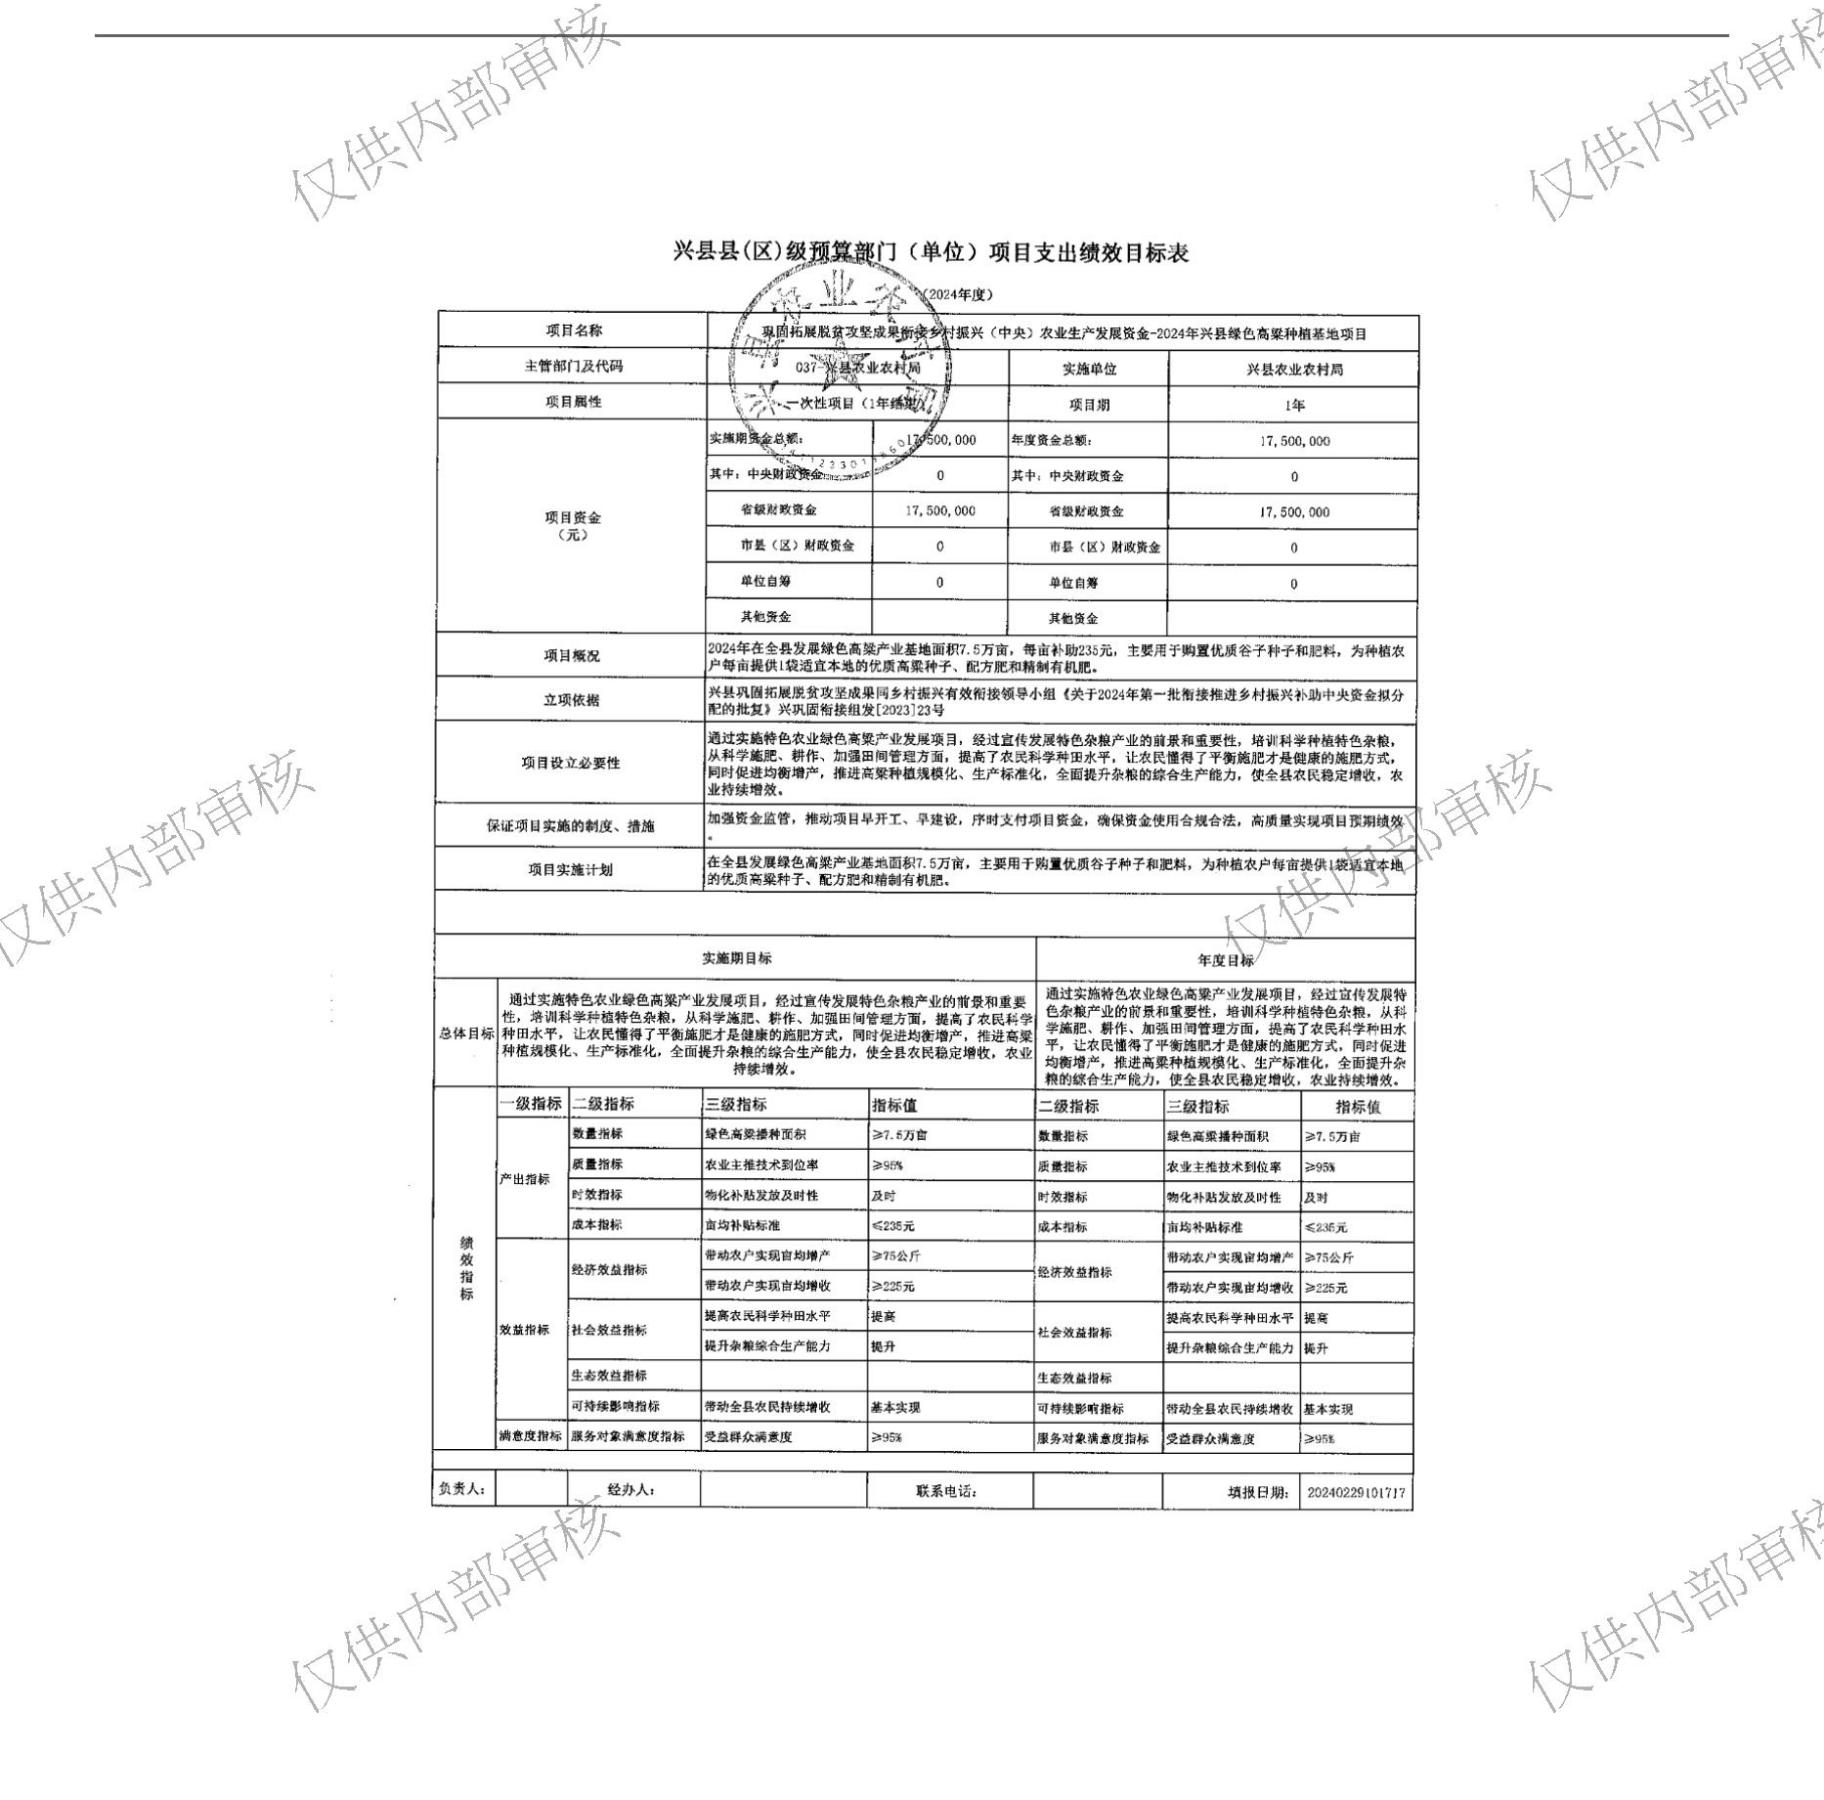 兴县县(区)级预算部门（单位）项目支出绩效目标表
（2024年度）
项目名称 巩固拓展脱贫攻坚成果衔接乡村振兴（中央）农业生产发展资金-2024年兴县绿色高粱种植基地项目
主管部门及代码 037-兴县农业农村局 实施单位 兴县农业农村局
项目属性 一次性项目（1年结束） 项目期 1年
项目资金
（元）
实施期资金总额： 17,500,000 年度资金总额： 17,500,000
其中：中央财政资金 0 其中：中央财政资金 0
省级财政资金 17,500,000 省级财政资金 17,500,000
市县（区）财政资金 0 市县（区）财政资金 0
单位自筹 0 单位自筹 0
其他资金 其他资金
项目概况
2024年在全县发展绿色高粱产业基地面积7.5万亩，每亩补助235元，主要用于购置优质谷子种子和肥料，为种植农
户每亩提供1袋适宜本地的优质高粱种子、配方肥和精制有机肥。
立项依据
兴县巩固拓展脱贫攻坚成果同乡村振兴有效衔接领导小组《关于2024年第一批衔接推进乡村振兴补助中央资金拟分
配的批复》兴巩固衔接组发[2023]23号
项目设立必要性
通过实施特色农业绿色高粱产业发展项目，经过宣传发展特色杂粮产业的前景和重要性，培训科学种植特色杂粮，
从科学施肥、耕作、加强田间管理方面，提高了农民科学种田水平，让农民懂得了平衡施肥才是健康的施肥方式，
同时促进均衡增产，推进高粱种植规模化、生产标准化，全面提升杂粮的综合生产能力，使全县农民稳定增收，农
业持续增效。
保证项目实施的制度、措施
加强资金监管，推动项目早开工、早建设，序时支付项目资金，确保资金使用合规合法，高质量实现项目预期绩效
。
项目实施计划
在全县发展绿色高粱产业基地面积7.5万亩，主要用于购置优质谷子种子和肥料，为种植农户每亩提供1袋适宜本地
的优质高粱种子、配方肥和精制有机肥。
实施期目标 年度目标
总体目标
通过实施特色农业绿色高粱产业发展项目，经过宣传发展特色杂粮产业的前景和重要
性，培训科学种植特色杂粮，从科学施肥、耕作、加强田间管理方面，提高了农民科学
种田水平，让农民懂得了平衡施肥才是健康的施肥方式，同时促进均衡增产，推进高粱
种植规模化、生产标准化，全面提升杂粮的综合生产能力，使全县农民稳定增收，农业
持续增效。
通过实施特色农业绿色高粱产业发展项目，经过宣传发展特
色杂粮产业的前景和重要性，培训科学种植特色杂粮，从科
学施肥、耕作、加强田间管理方面，提高了农民科学种田水
平，让农民懂得了平衡施肥才是健康的施肥方式，同时促进
均衡增产，推进高粱种植规模化、生产标准化，全面提升杂
粮的综合生产能力，使全县农民稳定增收，农业持续增效。
绩效指标
一级指标 二级指标 三级指标 指标值 二级指标 三级指标 指标值
产出指标
数量指标 绿色高粱播种面积 ≥7.5万亩 数量指标 绿色高粱播种面积 ≥7.5万亩
质量指标 农业主推技术到位率 ≥95% 质量指标 农业主推技术到位率 ≥95%
时效指标 物化补贴发放及时性 及时 时效指标 物化补贴发放及时性 及时
成本指标 亩均补贴标准 ≤235元 成本指标 亩均补贴标准 ≤235元
效益指标
经济效益指标 带动农户实现亩均增产 ≥75公斤 经济效益指标 带动农户实现亩均增产 ≥75公斤
带动农户实现亩均增收 ≥225元 带动农户实现亩均增收 ≥225元
社会效益指标 提高农民科学种田水平 提高 社会效益指标 提高农民科学种田水平 提高
提升杂粮综合生产能力 提升 提升杂粮综合生产能力 提升
生态效益指标 生态效益指标
可持续影响指标 带动全县农民持续增收 基本实现 可持续影响指标 带动全县农民持续增收 基本实现
满意度指标 服务对象满意度指标 受益群众满意度 ≥95% 服务对象满意度指标 受益群众满意度 ≥95%
负责人： 经办人： 联系电话： 填报日期： 20240229101717
兴县农业农村局
仅供内部审核
仅供内部审核
仅供内部审核
仅供内部审核
仅供内部审核
仅供内部审核